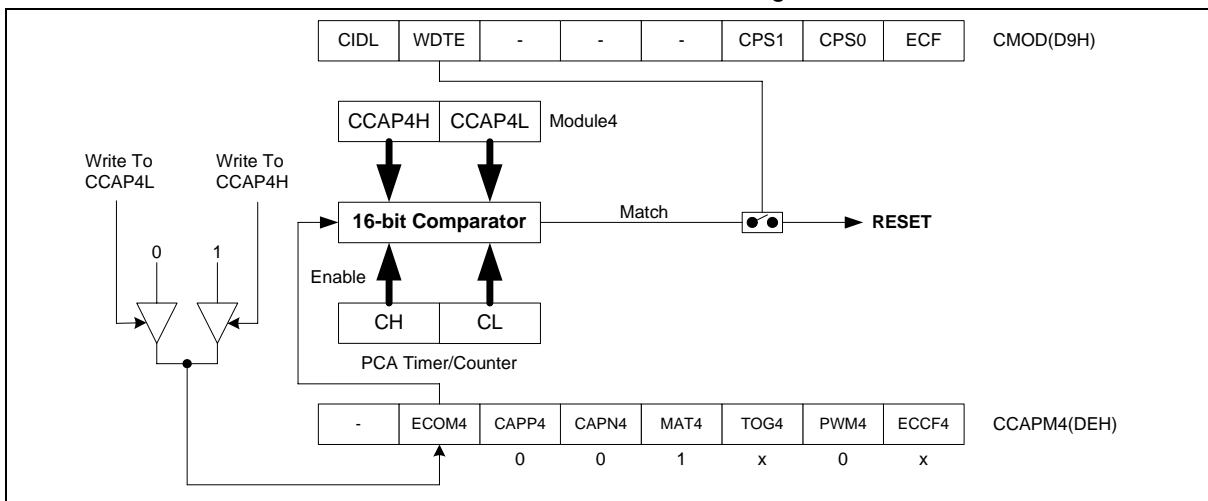 CIDL WDTE - - - CPS1 CPS0 ECF CMOD(D9H)
CCAP4H CCAP4L Module4
Write To CCAP4L
Write To CCAP4H
16-bit Comparator
Match
RESET
0 1
Enable
CH CL
PCA Timer/Counter
- ECOM4 CAPP4 CAPN4 MAT4 TOG4 PWM4 ECCF4 CCAPM4(DEH)
0 0 1 x 0 x